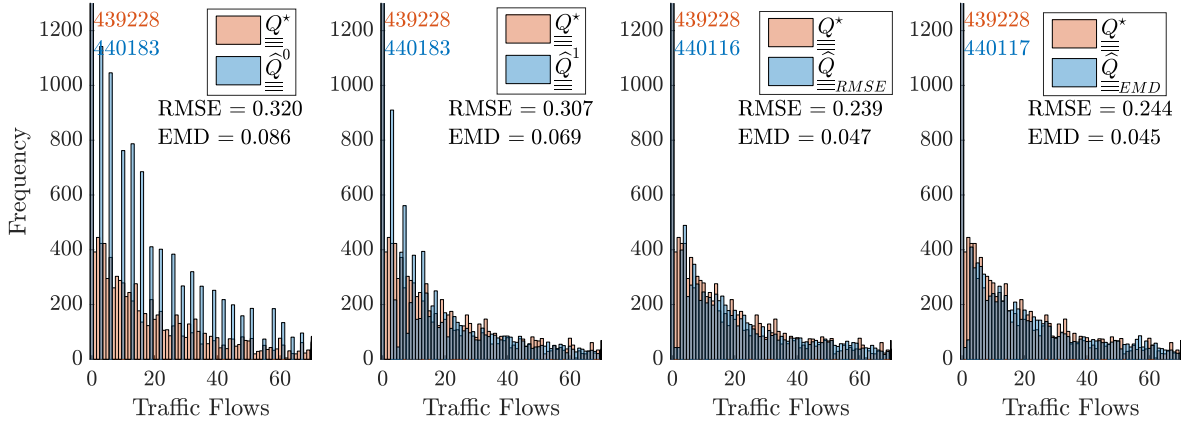 439228
440183
Q⋆
Q̂⁰
RMSE = 0.320
EMD = 0.086
1200
1000
800
600
400
200
0
Frequency
0 20 40 60
Traffic Flows
439228
440183
Q⋆
Q̂¹
RMSE = 0.307
EMD = 0.069
1200
1000
800
600
400
200
0
0 20 40 60
Traffic Flows
439228
440116
Q⋆
Q̂RMSE
RMSE = 0.239
EMD = 0.047
1200
1000
800
600
400
200
0
0 20 40 60
Traffic Flows
439228
440117
Q⋆
Q̂EMD
RMSE = 0.244
EMD = 0.045
1200
1000
800
600
400
200
0
0 20 40 60
Traffic Flows